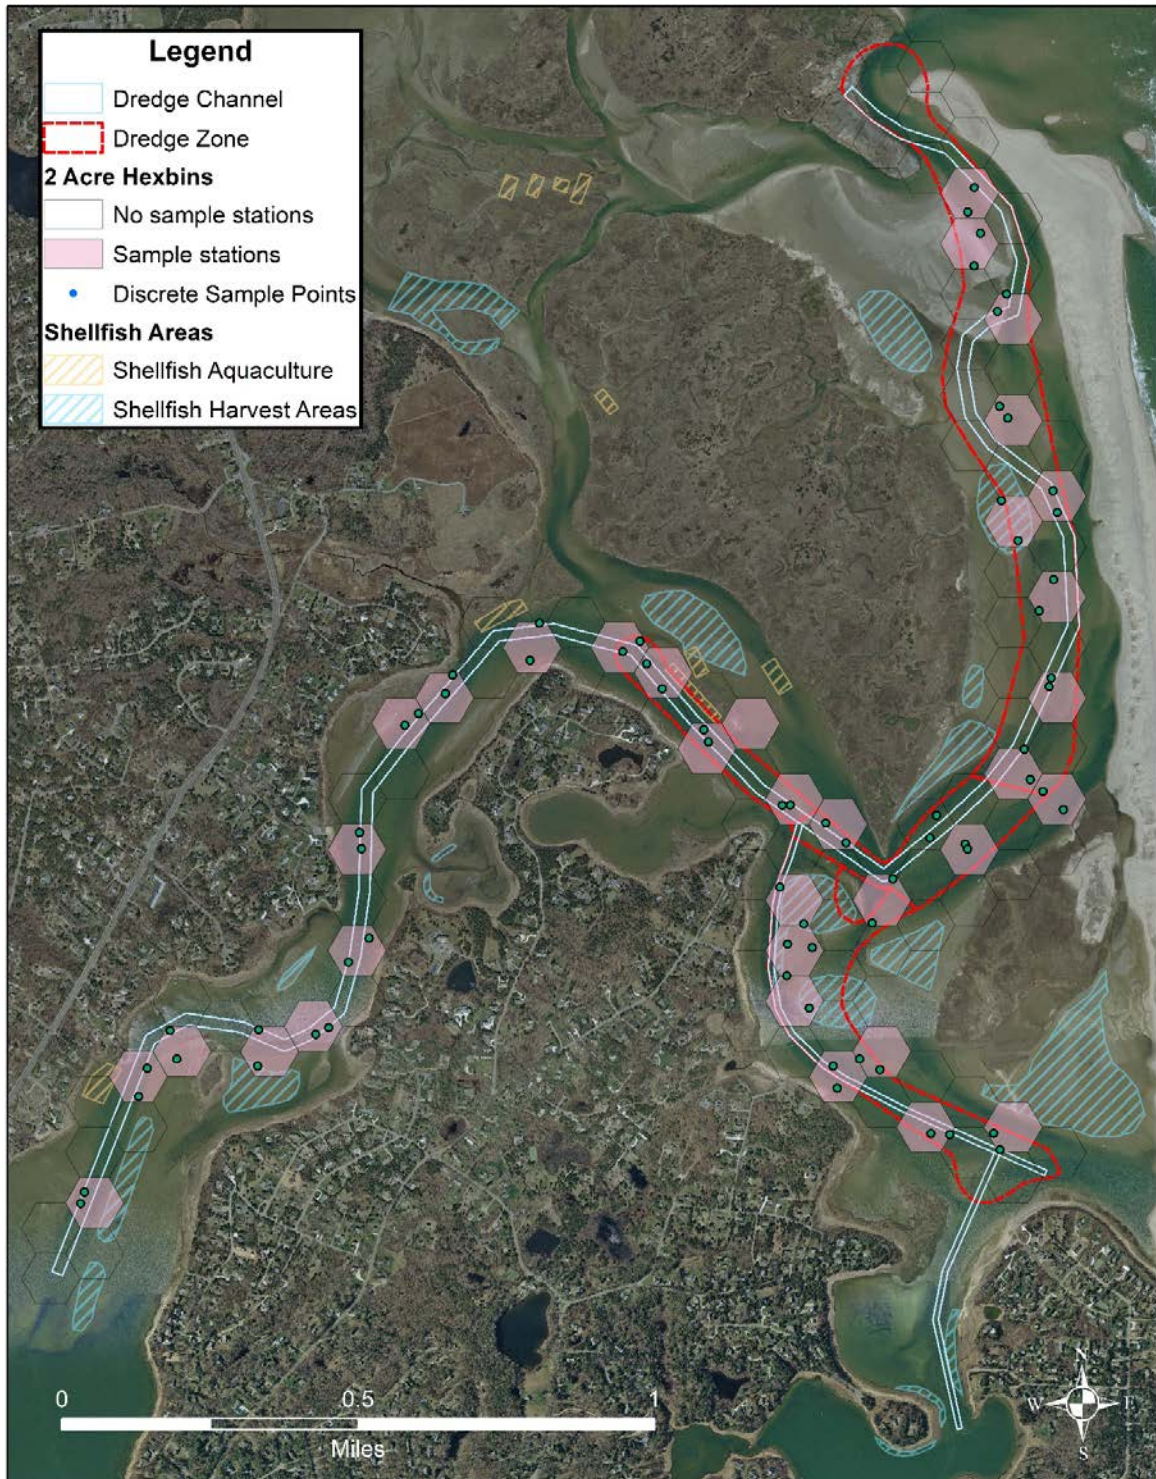 Legend
Dredge Channel
Dredge Zone
2 Acre Hexbins
No sample stations
Sample stations
Discrete Sample Points
Shellfish Areas
Shellfish Aquaculture
Shellfish Harvest Areas
0 0.5 1
Miles
N
W E
S